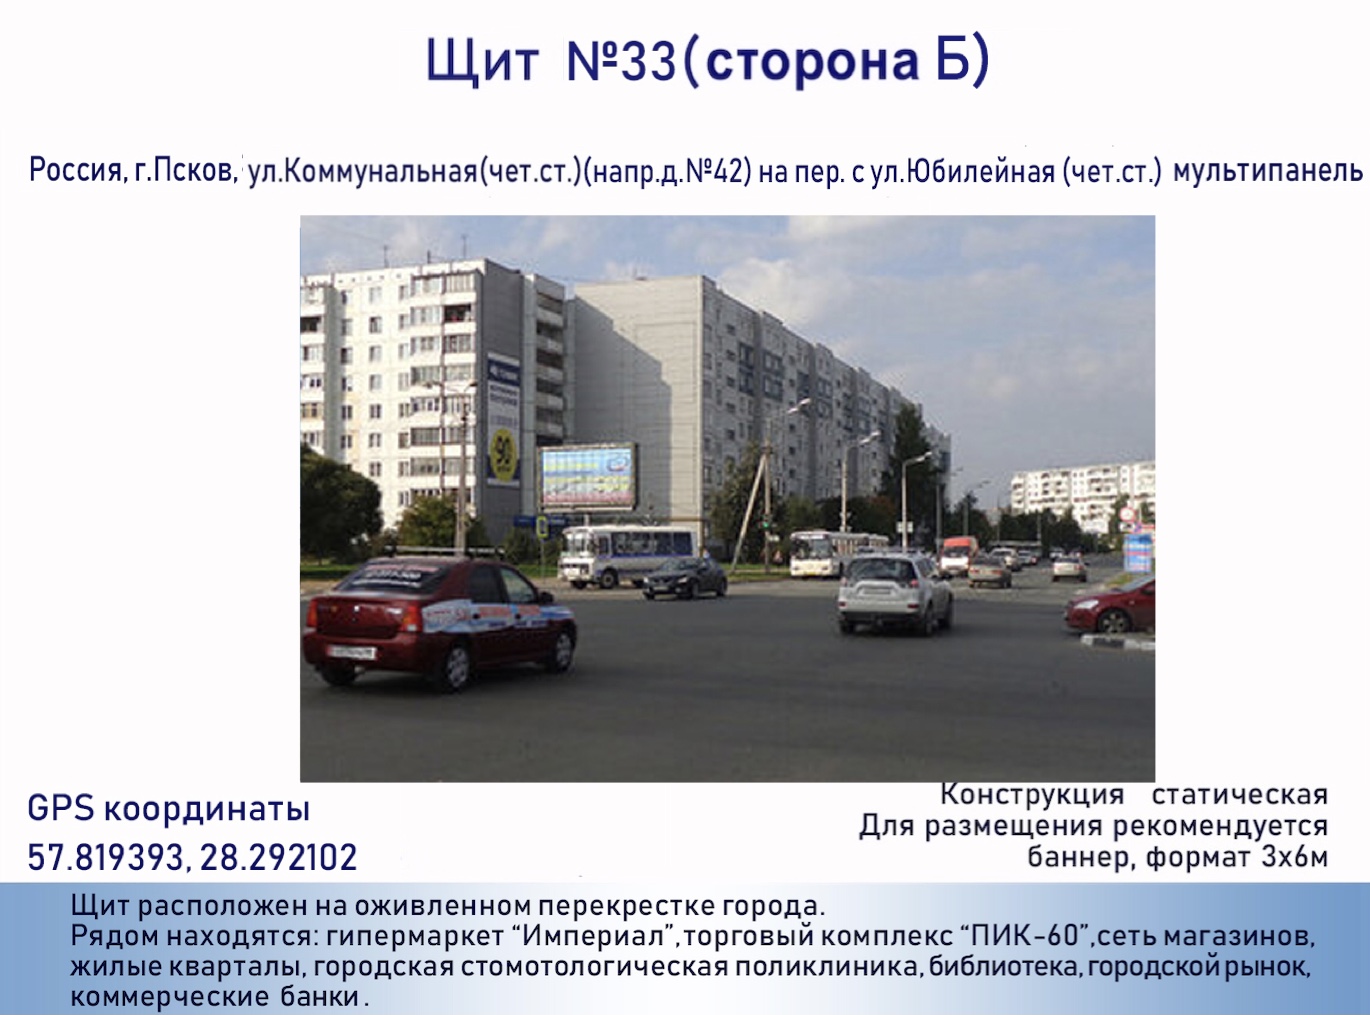 Щит №33(сторона Б)
Россия, г.Псков, ул.Коммунальная(чет.ст.)(напр.д.№42) на пер. с ул.Юбилейная (чет.ст.) мультипанель
90
GPS координаты
57.819393, 28.292102
Конструкция статическая
Для размещения рекомендуется
баннер, формат 3х6м
Щит расположен на оживленном перекрестке города.
Рядом находятся: гипермаркет “Империал”,торговый комплекс “ПИК-60”,сеть магазинов,
жилые кварталы, городская стомотологическая поликлиника, библиотека, городской рынок,
коммерческие банки.